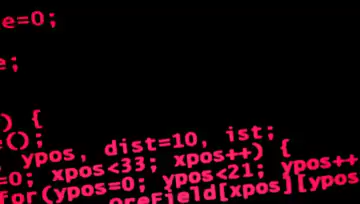 e=0;
e;
) {
();
ypos, dist=10, ist;
=0; xpos<33; xpos++) {
for(ypos=0; ypos<21; ypos++
oreField[xpos][ypos